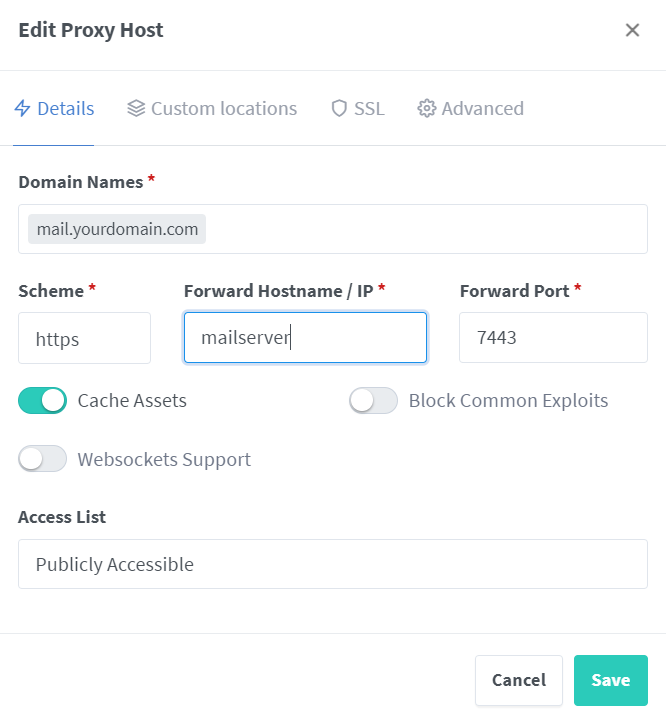 Edit Proxy Host
Details Custom locations SSL Advanced
Domain Names *
mail.yourdomain.com
Scheme * Forward Hostname / IP * Forward Port *
https mailserver 7443
Cache Assets Block Common Exploits
Websockets Support
Access List
Publicly Accessible
Cancel Save